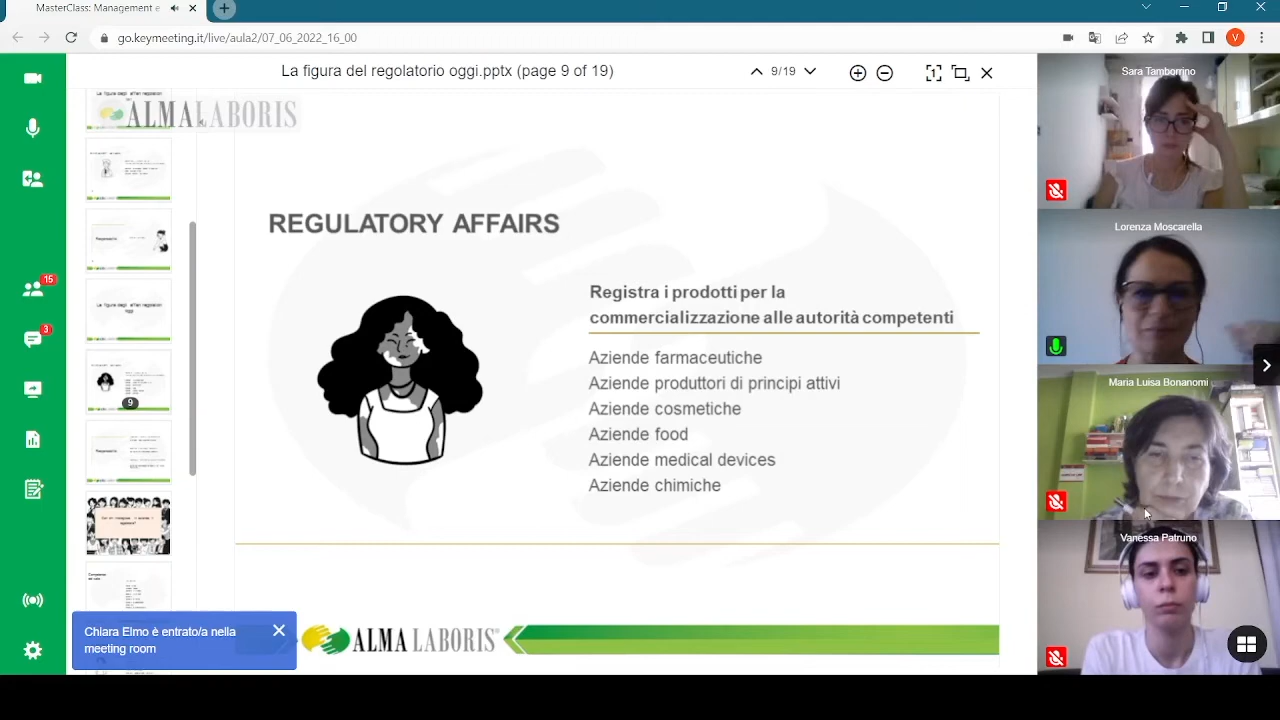 MasterClass: Management e
go.keymeeting.it/live/aula2/07_06_2022_16_00
V
La figura del regolatorio oggi.pptx (page 9 of 19)
9/19
1
ALMA LABORIS
REGULATORY AFFAIRS
Registra i prodotti per la
commercializzazione alle autorità competenti
Aziende farmaceutiche
Aziende produttori di principi attivi
Aziende cosmetiche
Aziende food
Aziende medical devices
Aziende chimiche
ALMA LABORIS
15
3
9
Chiara Elmo è entrato/a nella
meeting room
Sara Tamborrino
Lorenza Moscarella
Maria Luisa Bonanomi
Vanessa Patruno